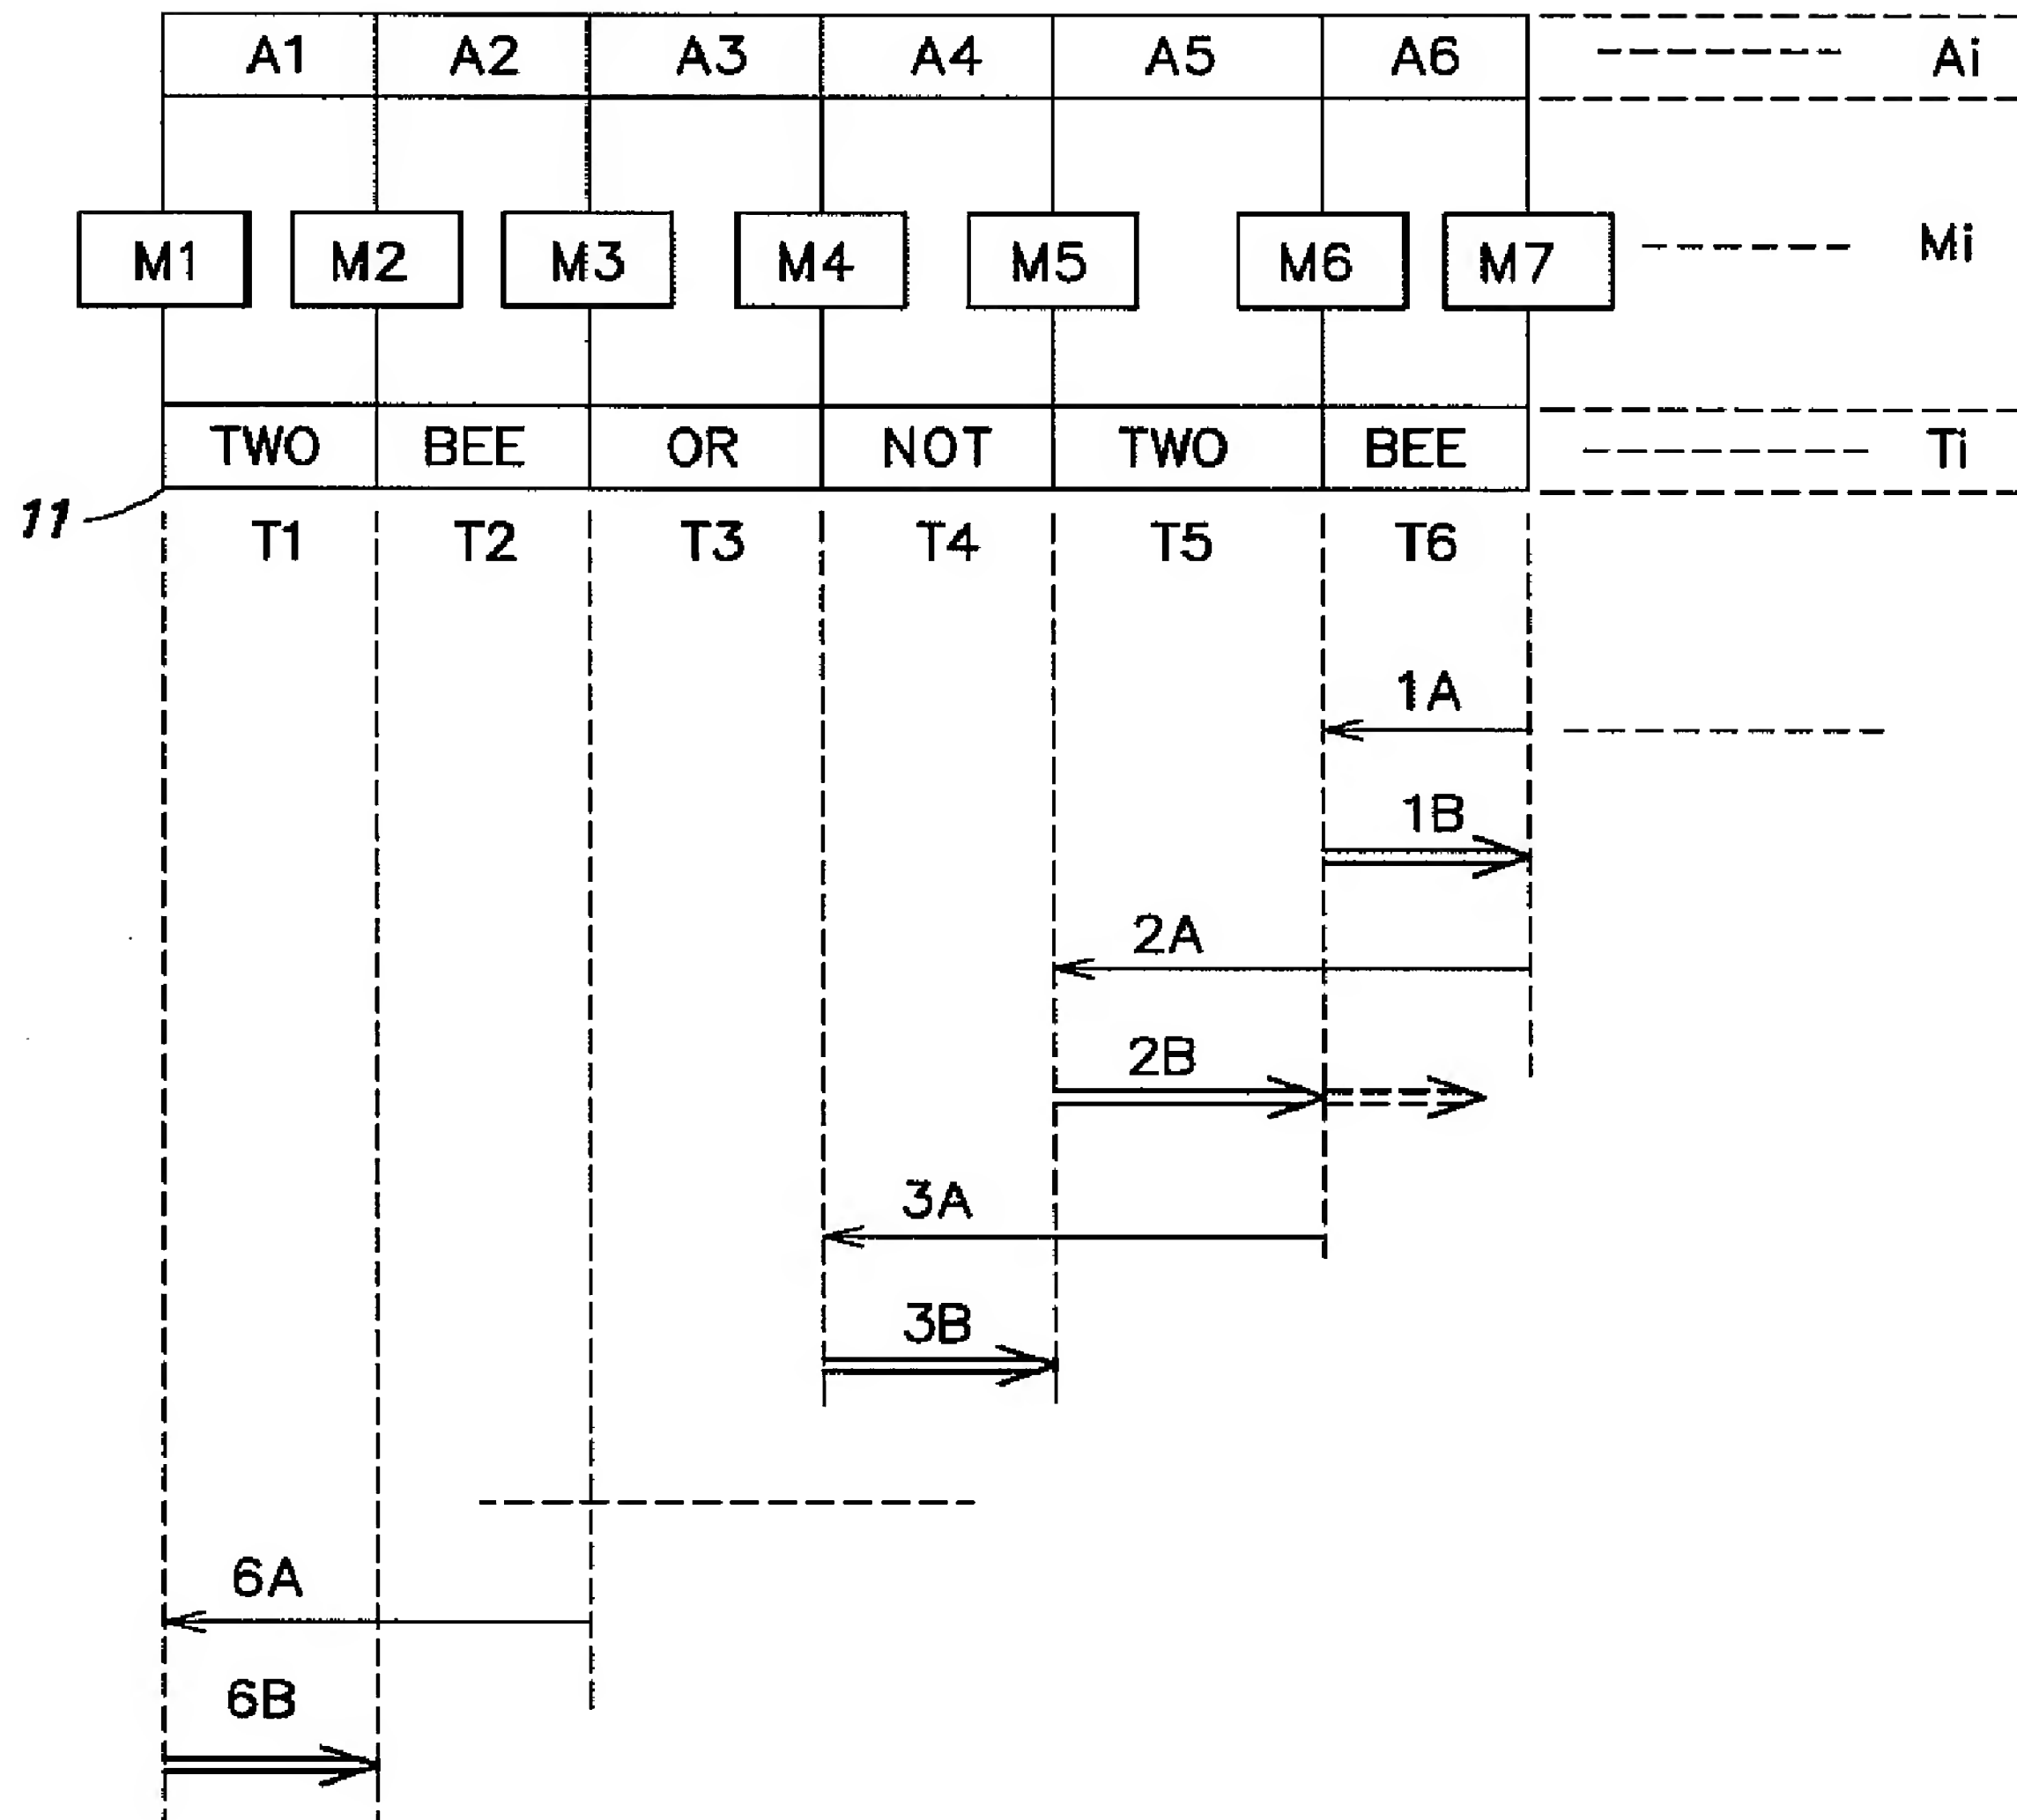 A1 A2 A3 A4 A5 A6 Ai
M1 M2 M3 M4 M5 M6 M7 Mi
TWO BEE OR NOT TWO BEE Ti
11
T1 T2 T3 T4 T5 T6
1A
1B
2A
2B
3A
3B
6A
6B